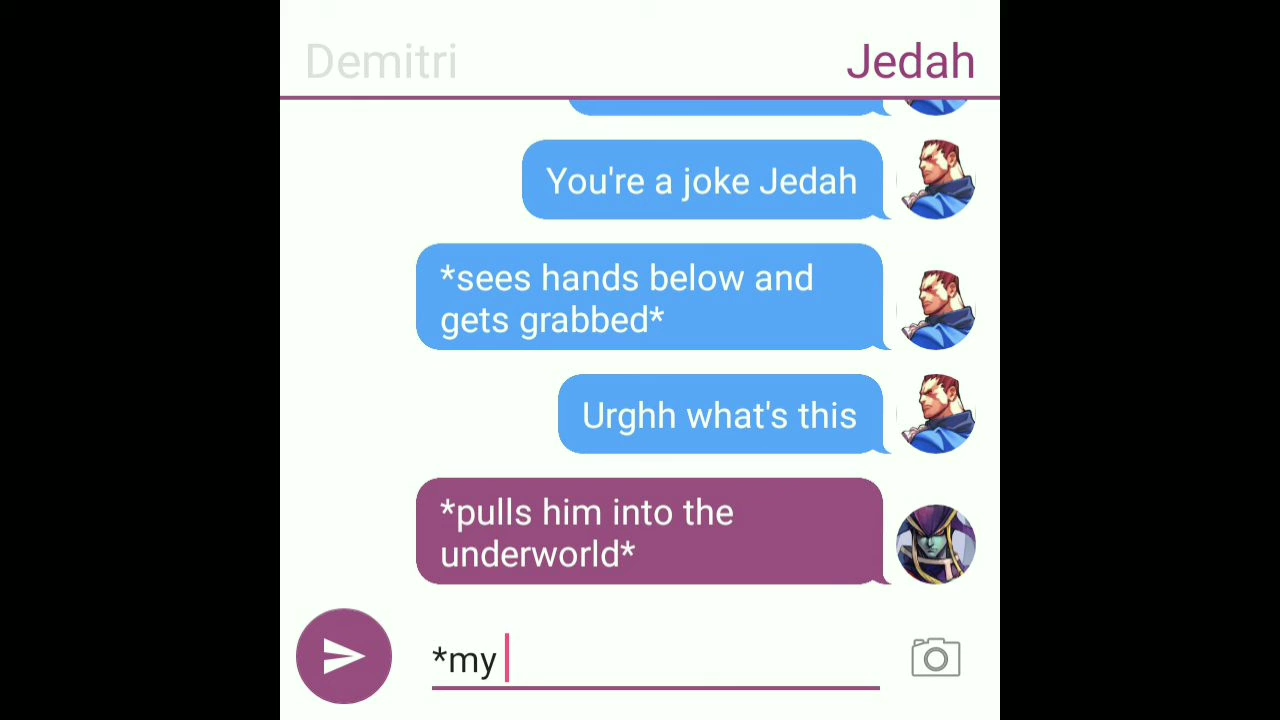 Demitri
Jedah
You're a joke Jedah
*sees hands below and
gets grabbed*
Urghh what's this
*pulls him into the
underworld*
*my